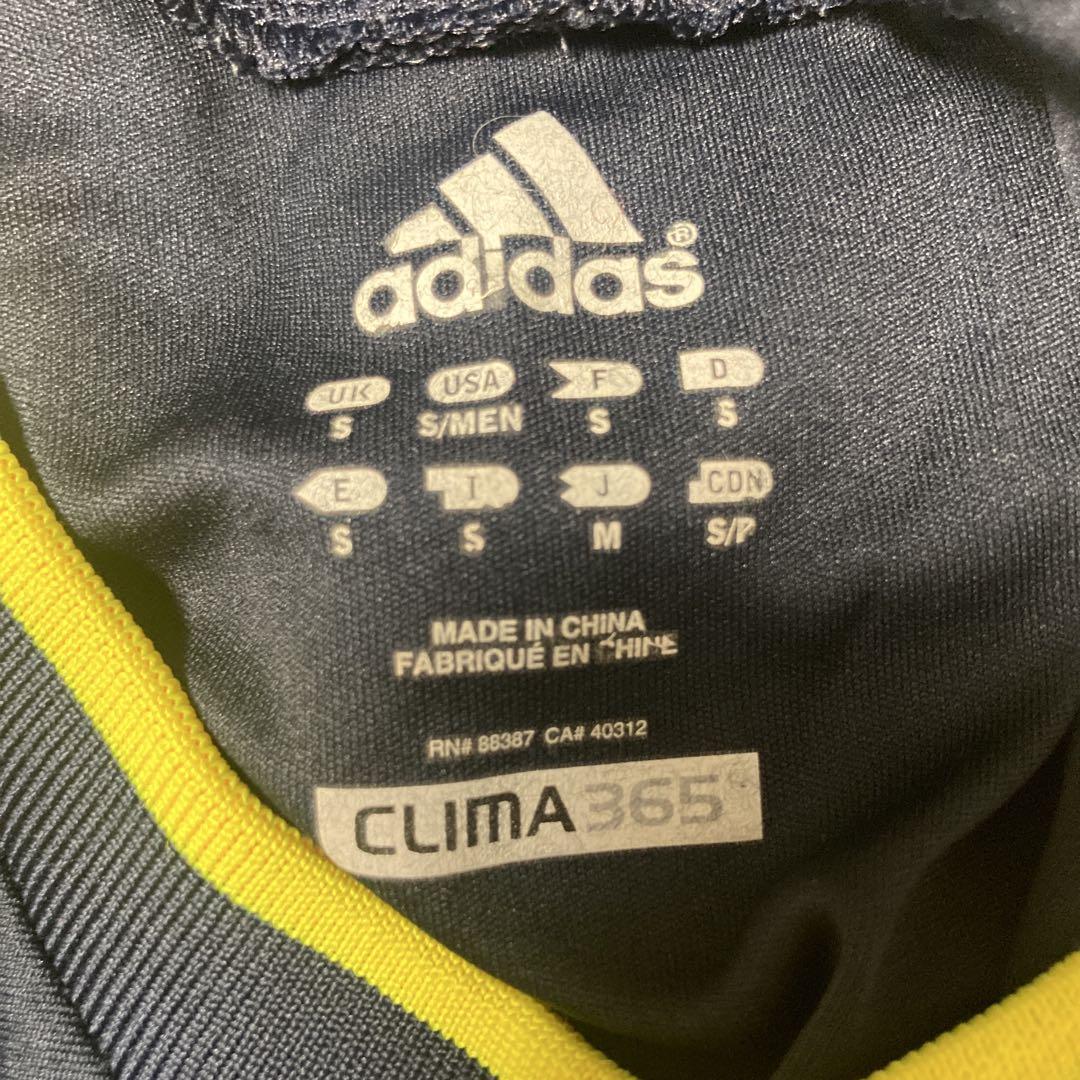 adidas®
UK USA F D
S S/MEN S S
E I J CDN
S S M S/P
MADE IN CHINA
FABRIQUÉ EN CHINE
RN# 88387 CA# 40312
CLIMA365°